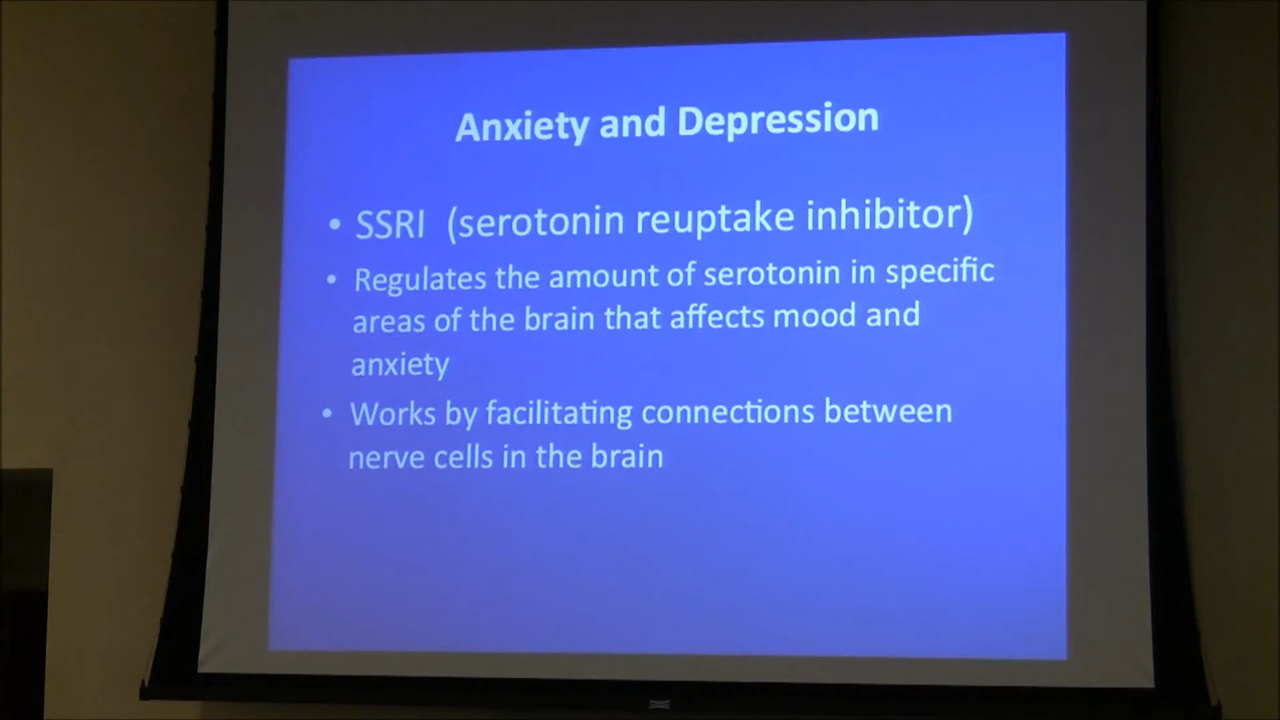 Anxiety and Depression
• SSRI (serotonin reuptake inhibitor)
• Regulates the amount of serotonin in specific
areas of the brain that affects mood and
anxiety
• Works by facilitating connections between
nerve cells in the brain